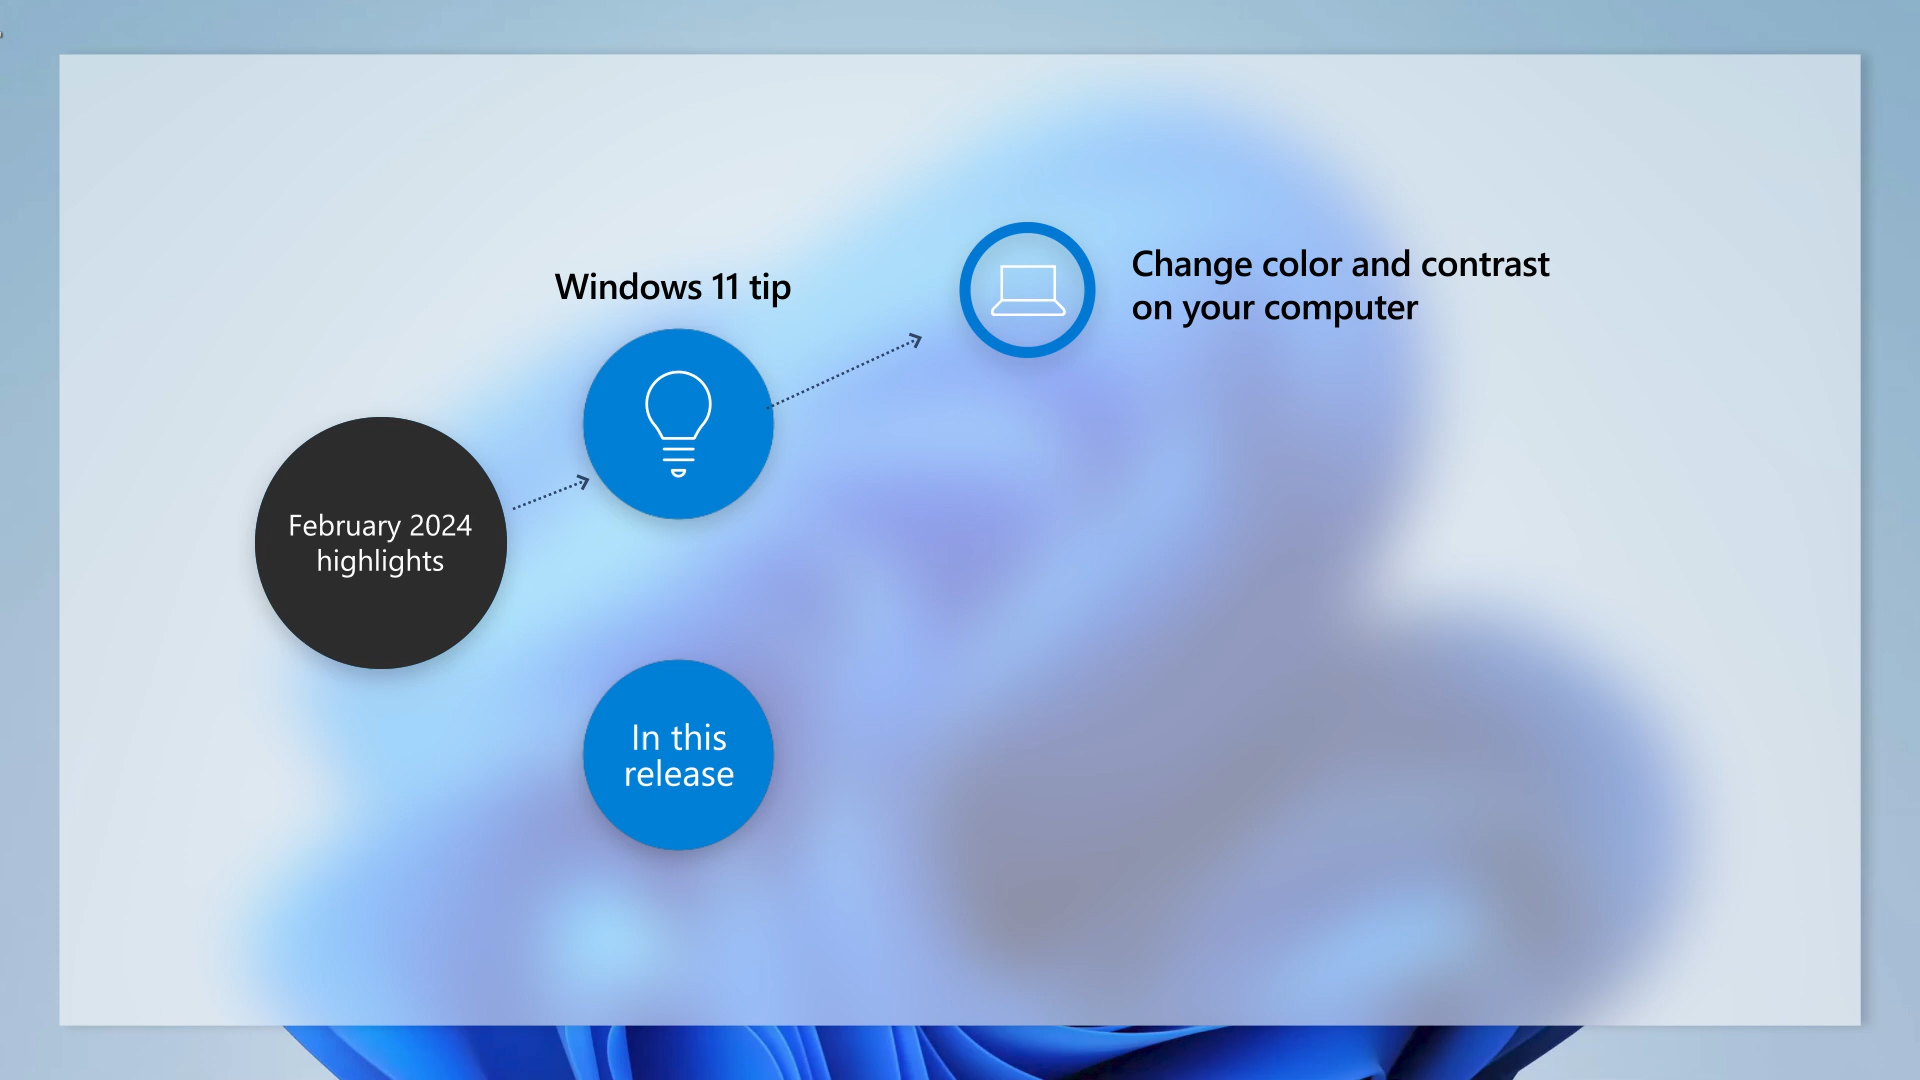 Windows 11 tip
Change color and contrast
on your computer
February 2024
highlights
In this
release